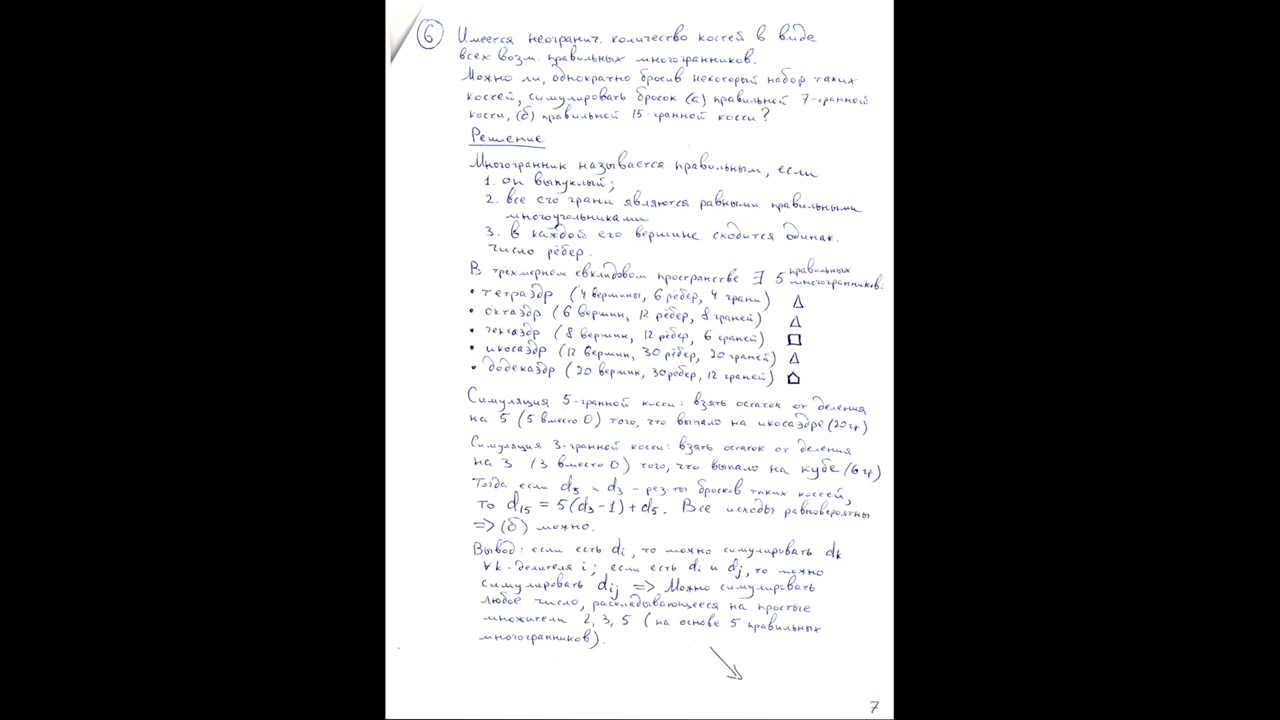 6 Имеется неогранич. количество костей в виде
всех возм. правильных многогранников.
Можно ли, однократно бросив некоторый набор таких
костей, симулировать бросок (а) правильной 7-гранной
кости, (б) правильной 15-гранной кости?
Решение
Многогранник называется правильным, если
1. он выпуклый;
2. все его грани являются равными правильными
многоугольниками
3. в каждой его вершине сходится одинак.
число рёбер.
В трёхмерном евклидовом пространстве ∃ 5 правильных
многогранников:
• тетраэдр (4 вершины, 6 рёбер, 4 грани) △
• октаэдр (6 вершин, 12 рёбер, 8 граней) △
• гексаэдр (8 вершин, 12 рёбер, 6 граней) □
• икосаэдр (12 вершин, 30 рёбер, 20 граней) △
• додекаэдр (20 вершин, 30 рёбер, 12 граней) ⌂
Симуляция 5-гранной кости: взять остаток от деления
на 5 (5 вместо 0) того, что выпало на икосаэдре (20 гр)
Симуляция 3-гранной кости: взять остаток от деления
на 3 (3 вместо 0) того, что выпало на кубе (6 гр)
Тогда если d₅ и d₃ - рез-ты бросков таких костей,
то d₁₅ = 5(d₃-1)+d₅. Все исходы равновероятны
=> (б) можно.
Вывод: если есть dᵢ, то можно симулировать dₖ
∀k-делителя i; если есть dᵢ и dⱼ, то можно
симулировать dᵢⱼ => Можно симулировать
любое число, раскладывающееся на простые
множители 2, 3, 5 (на основе 5 правильных
многогранников).
7